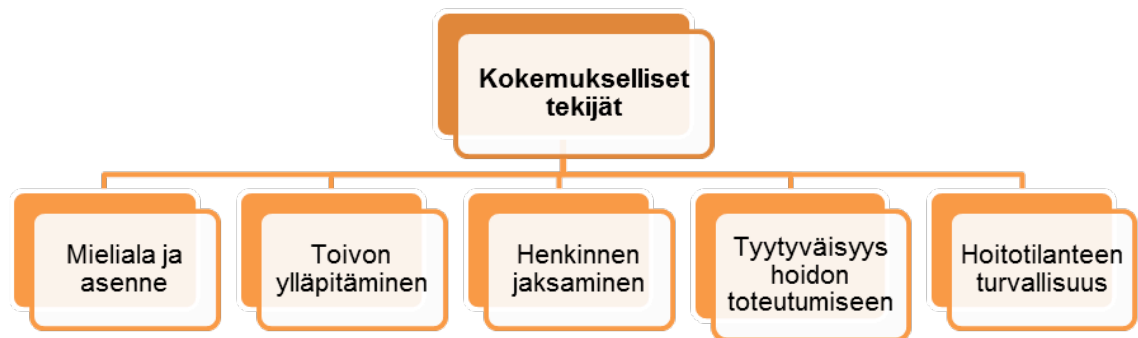 Kokemukselliset
tekijät
Mieliala ja
asenne
Toivon
ylläpitäminen
Henkinnen
jaksaminen
Tyytyväisyys
hoidon
toteutumiseen
Hoitotilanteen
turvallisuus